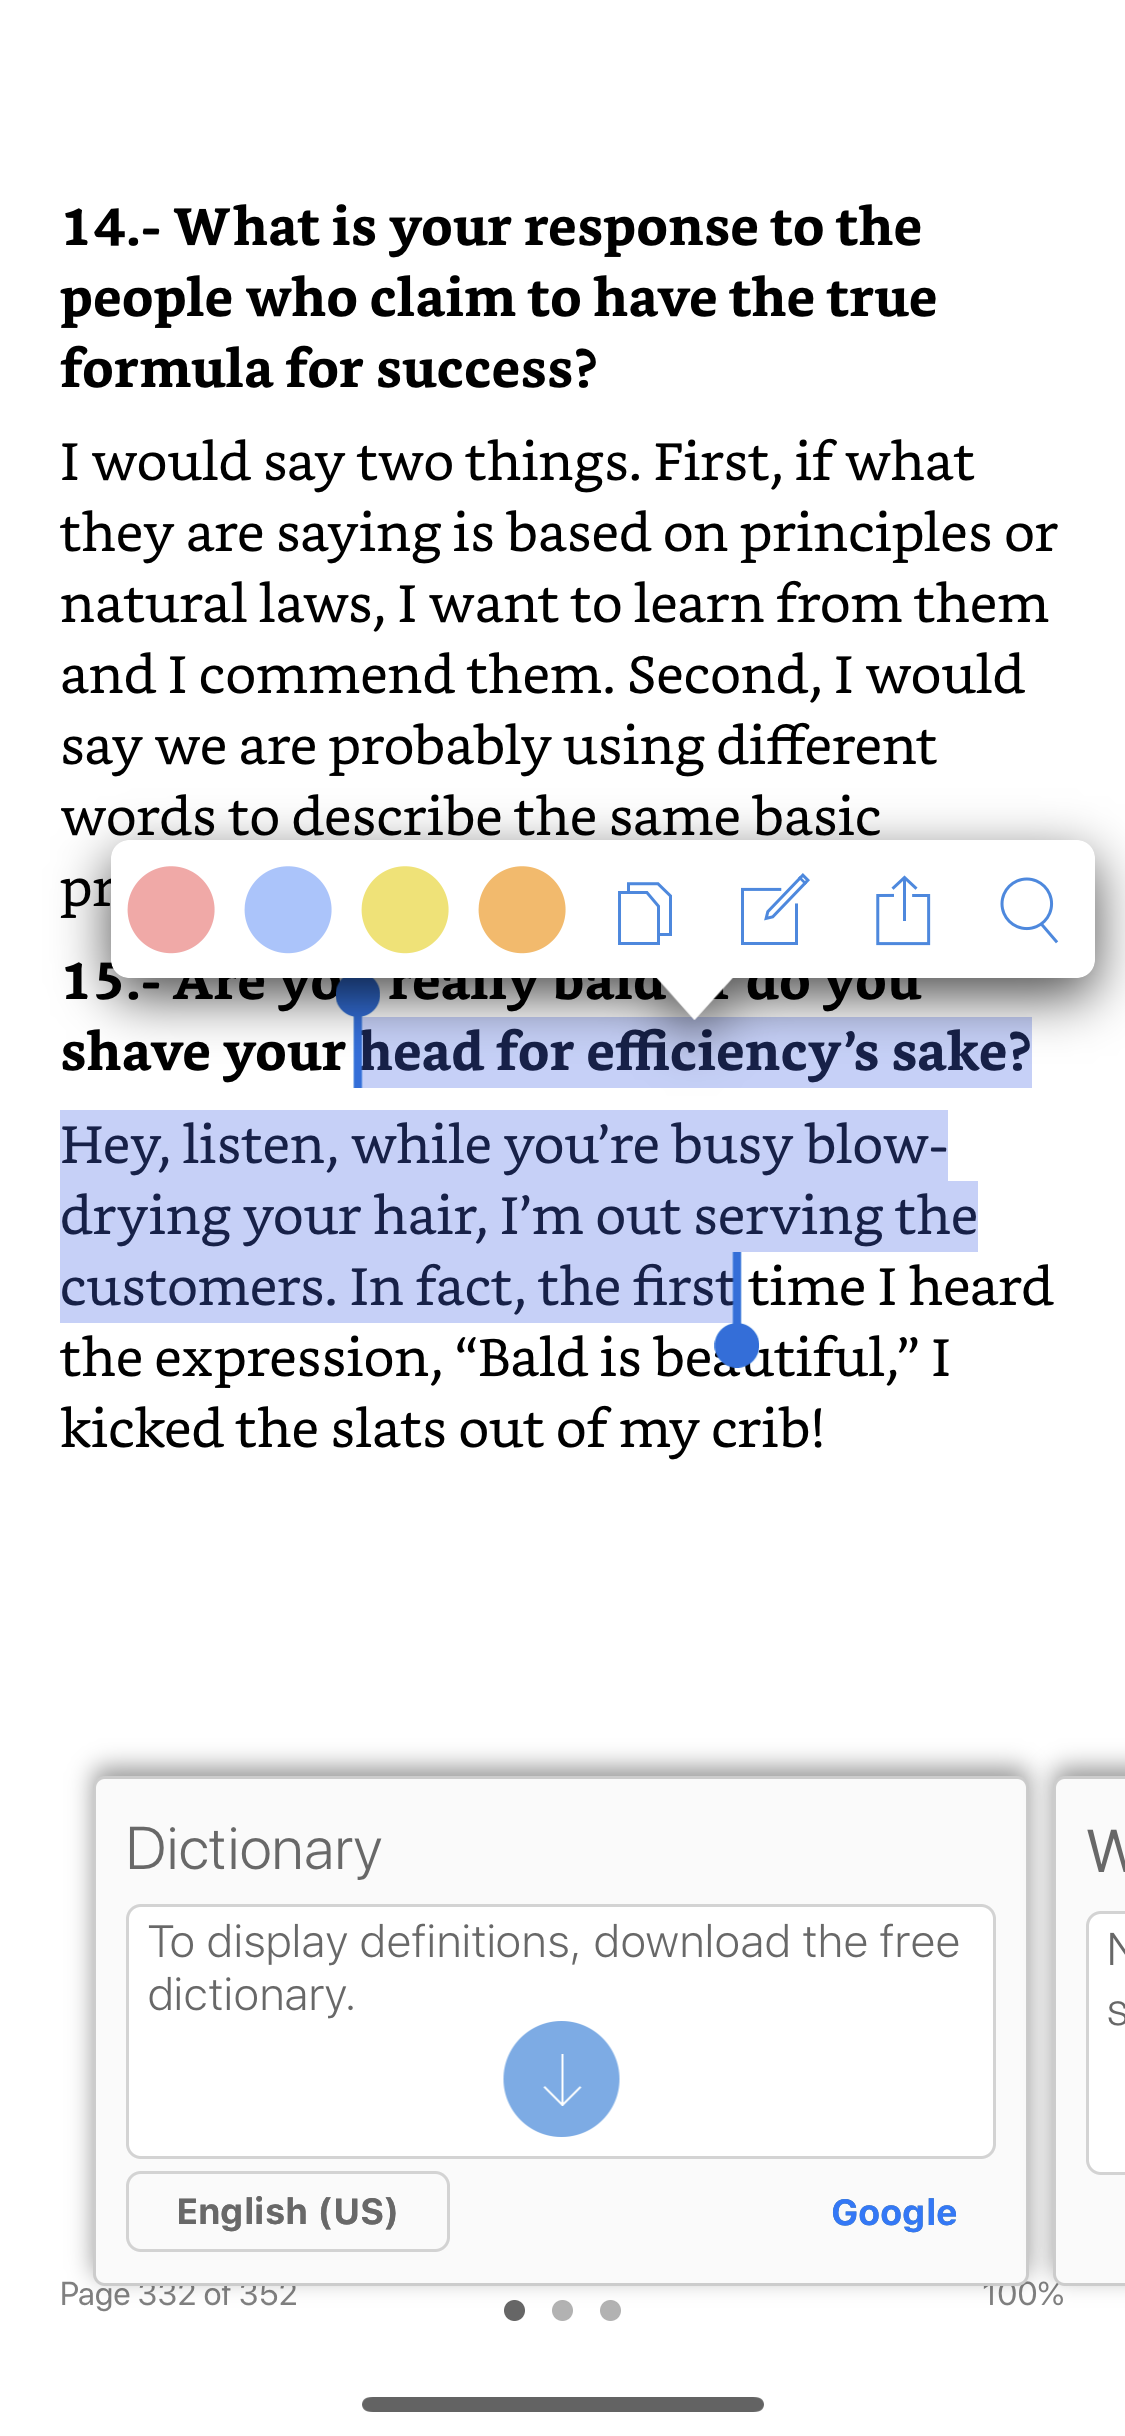 14.- What is your response to the
people who claim to have the true
formula for success?
I would say two things. First, if what
they are saying is based on principles or
natural laws, I want to learn from them
and I commend them. Second, I would
say we are probably using different
words to describe the same basic
15.- Are you really bald or do you
shave your head for efficiency’s sake?
Hey, listen, while you’re busy blow-
drying your hair, I’m out serving the
customers. In fact, the first time I heard
the expression, “Bald is beautiful,” I
kicked the slats out of my crib!
Dictionary
To display definitions, download the free
dictionary.
English (US)
Google
Page 332 of 352
100%